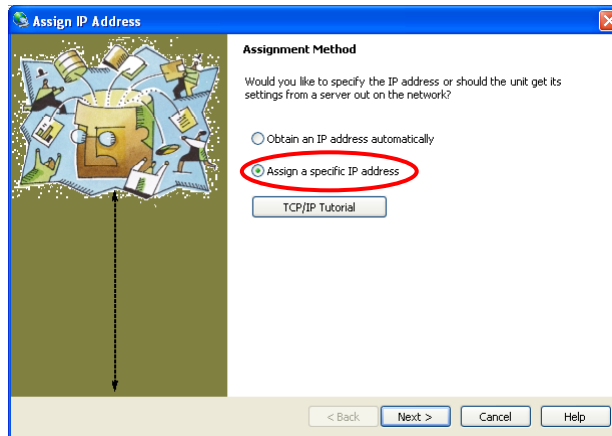 Assign IP Address
Assignment Method
Would you like to specify the IP address or should the unit get its
settings from a server out on the network?
Obtain an IP address automatically
Assign a specific IP address
TCP/IP Tutorial
< Back
Next >
Cancel
Help